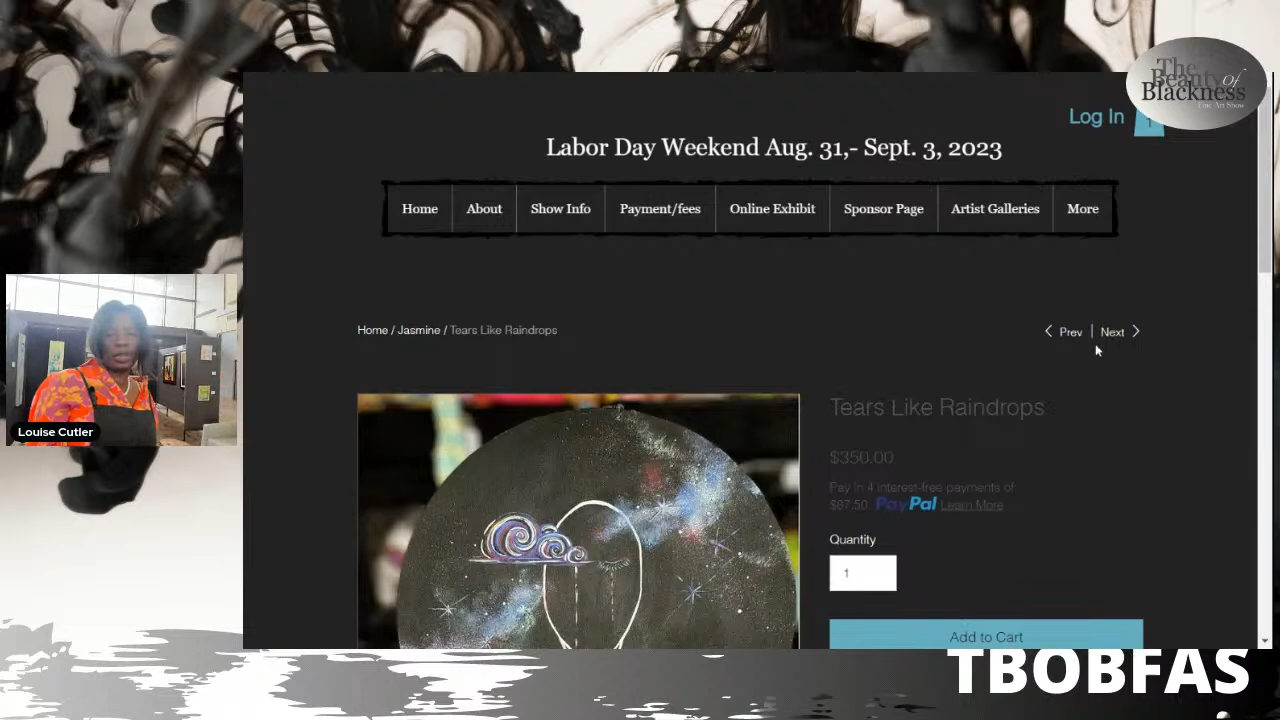 The
Beauty of
Blackness
Fine Art Show
Log In
1
Labor Day Weekend Aug. 31,- Sept. 3, 2023
Home About Show Info Payment/fees Online Exhibit Sponsor Page Artist Galleries More
Home / Jasmine / Tears Like Raindrops
Prev | Next
Tears Like Raindrops
$350.00
Pay in 4 interest-free payments of
$87.50 PayPal Learn More
Quantity
1
Add to Cart
Louise Cutler
TBOBFAS